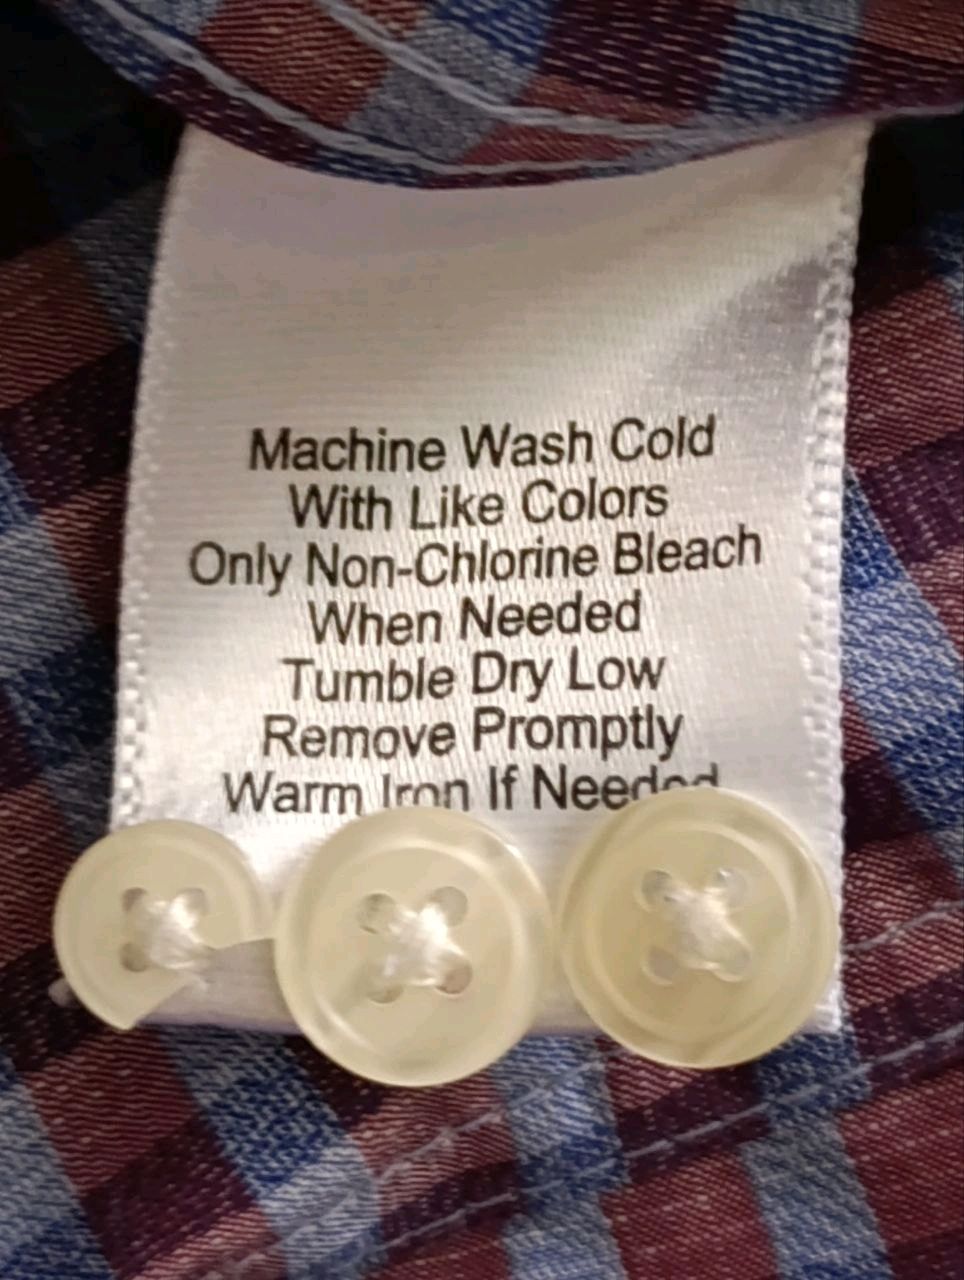 Machine Wash Cold
With Like Colors
Only Non-Chlorine Bleach
When Needed
Tumble Dry Low
Remove Promptly
Warm Iron If Needed